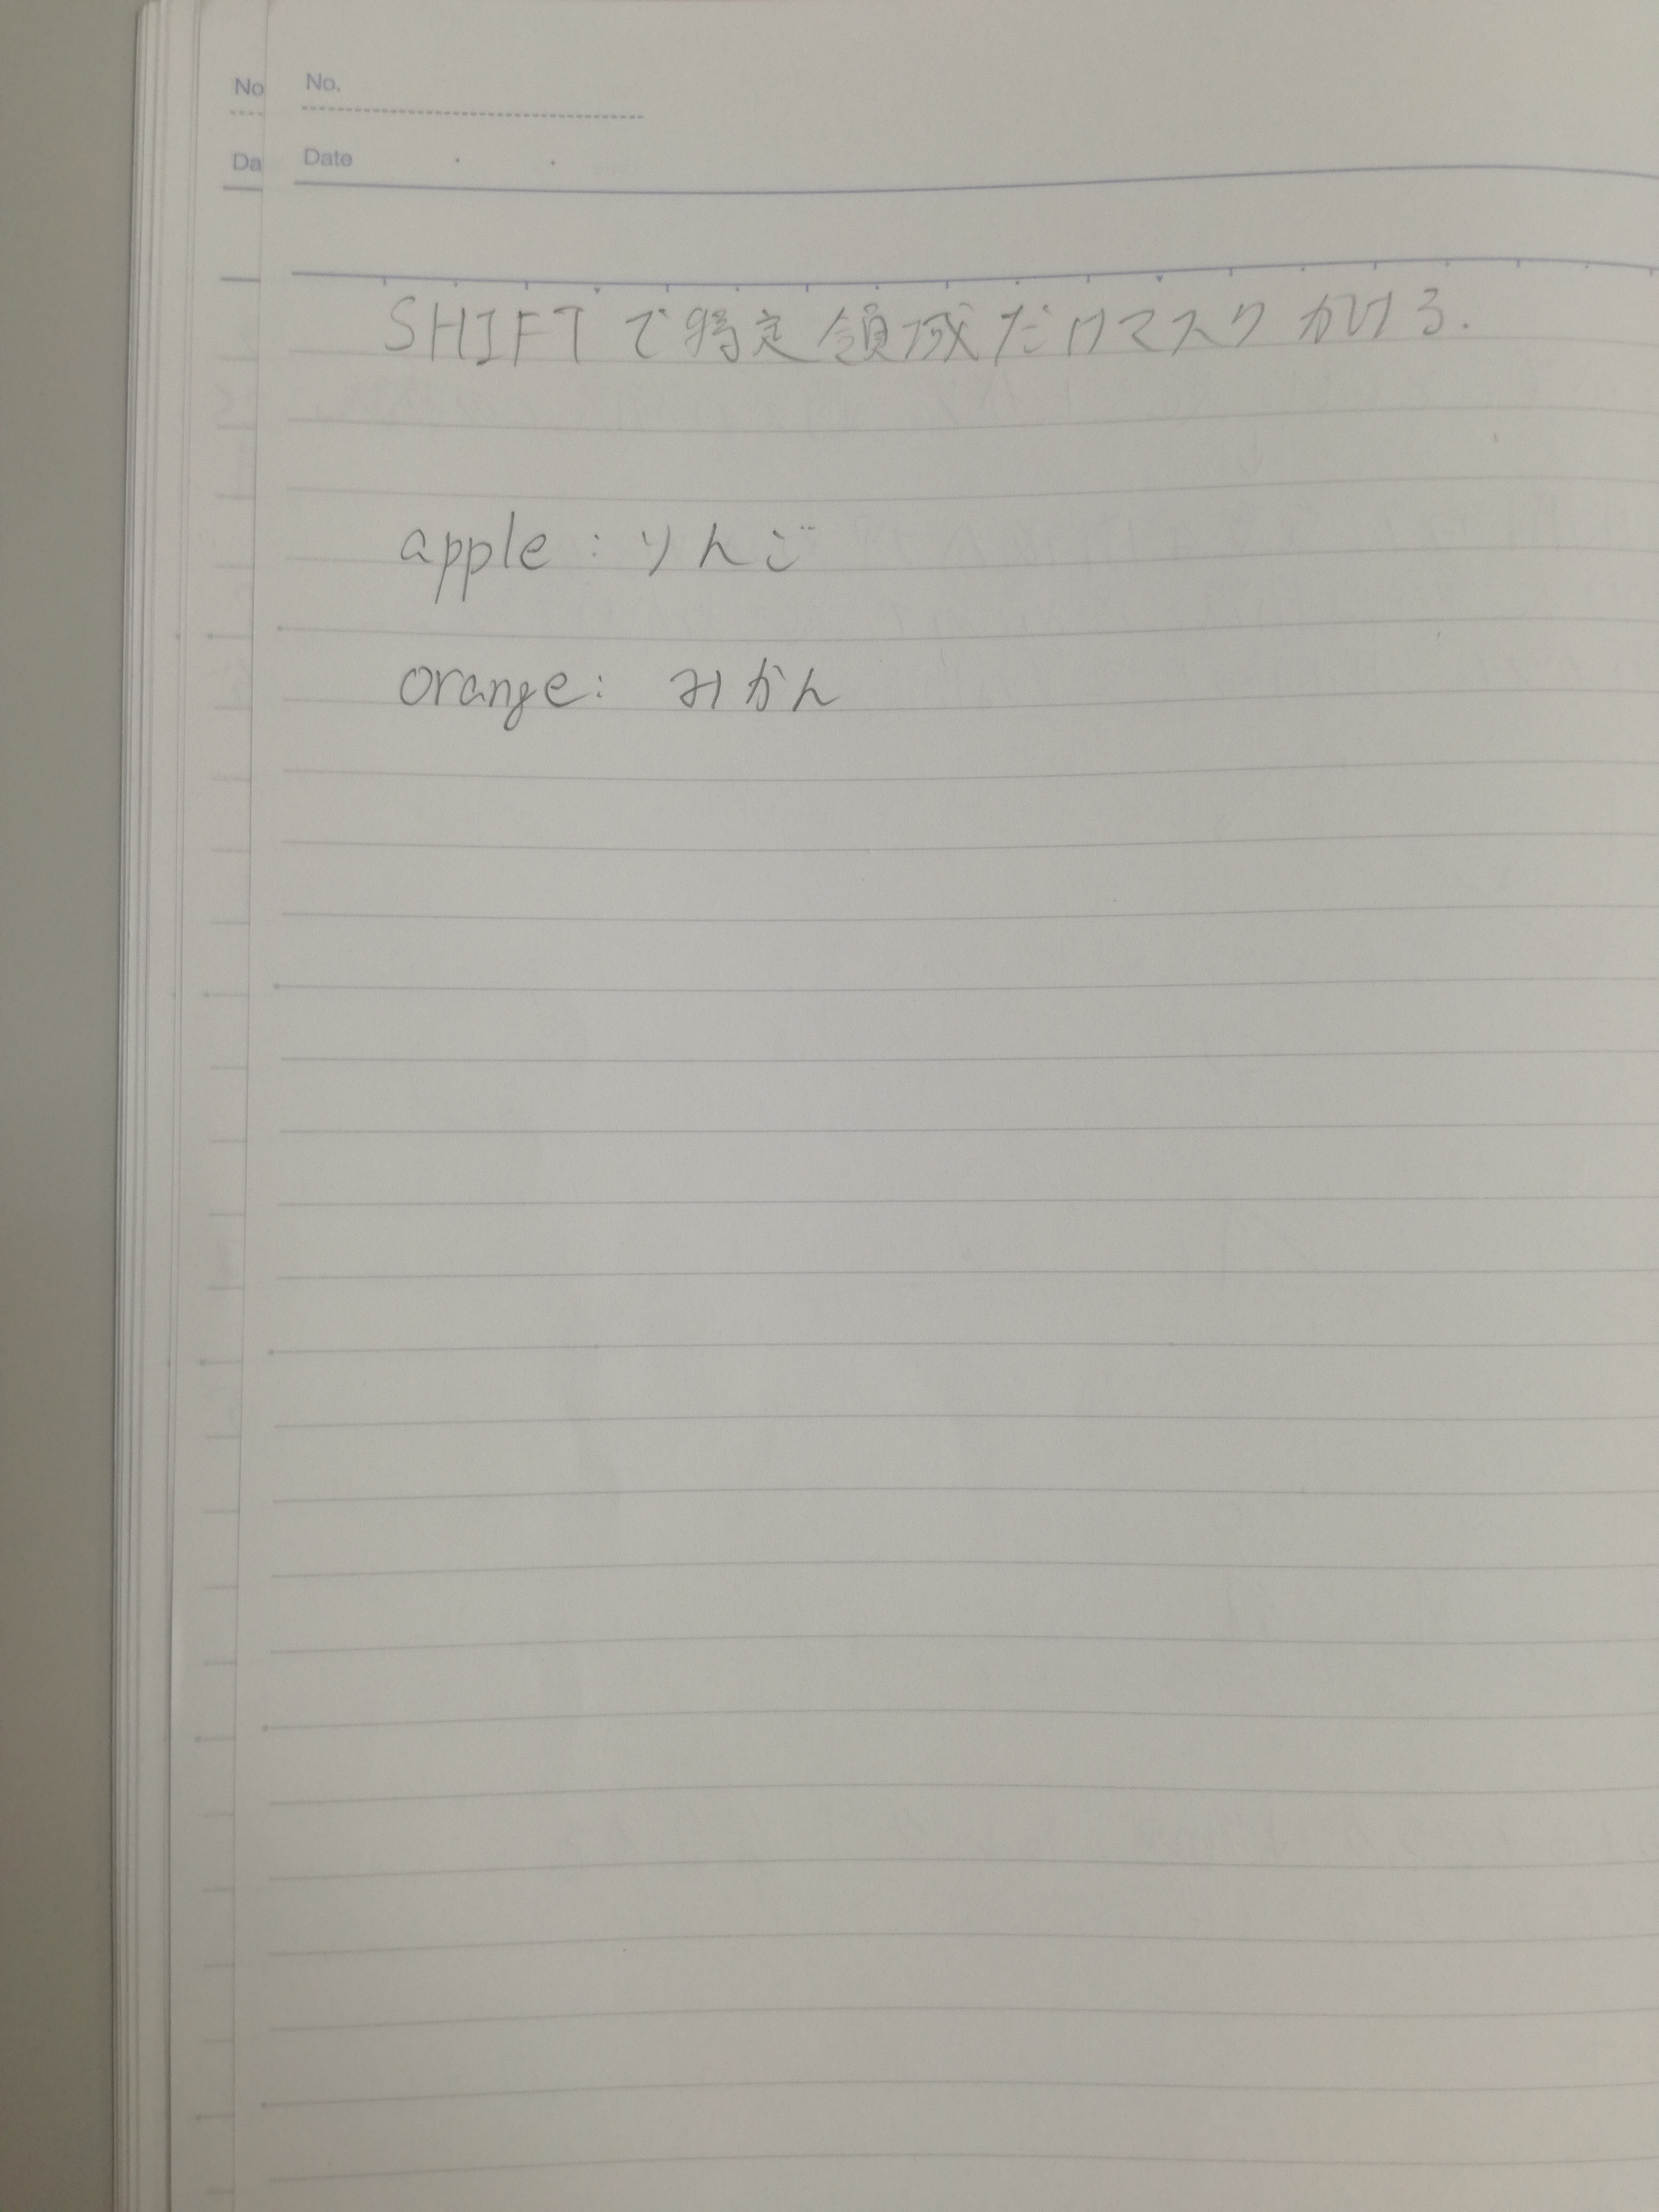 No No.
Da Date
SHIFTで特定領域だけマスクかける.
apple : りんご
orange: みかん